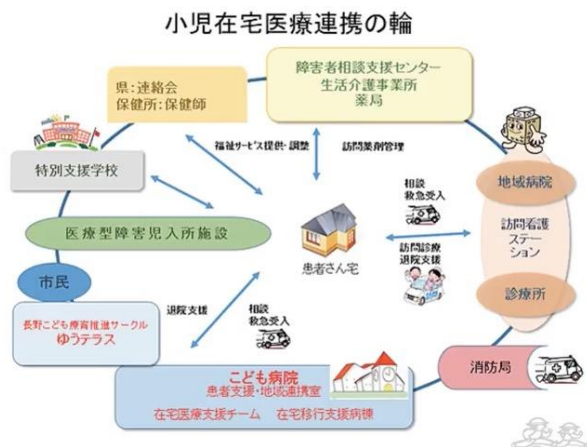 小児在宅医療連携の輪
県：連絡会
保健所：保健師
障害者相談支援センター
生活介護事業所
薬局
特別支援学校
福祉サービス提供・調整
訪問薬剤管理
相談
救急受入
地域病院
訪問看護
ステー
ション
診療所
医療型障害児入所施設
患者さん宅
訪問診療
退院支援
市民
長野こども療育推進サークル
ゆうテラス
退院支援
相談
救急受入
消防局
こども病院
患者支援・地域連携室
在宅医療支援チーム　在宅移行支援病棟